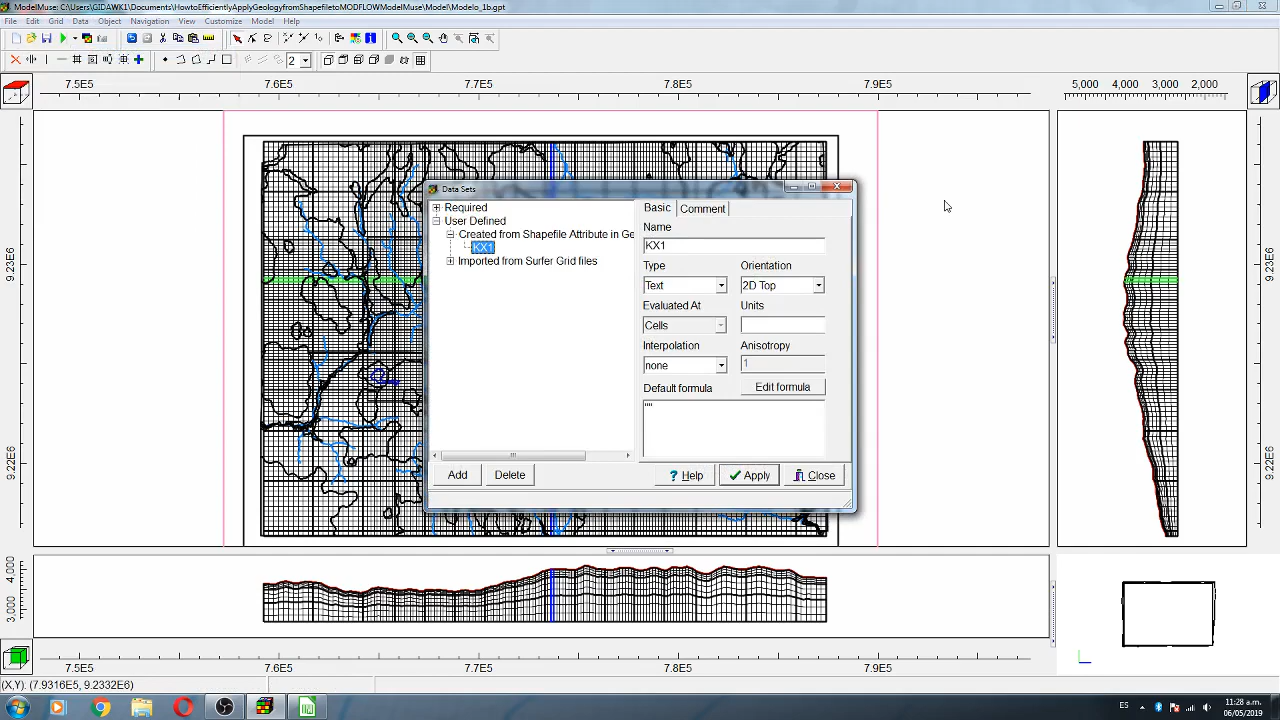 ModelMuse: C:\Users\GIDAWK1\Documents\HowtoEfficientlyApplyGeologyfromShapefiletoMODFLOWModelMuse\Model\Modelo_1b.gpt
File Edit Grid Data Object Navigation View Customize Model Help
2
7.5E5 7.6E5 7.7E5 7.8E5 7.9E5 5,000 4,000 3,000 2,000
Data Sets
Required
User Defined
Created from Shapefile Attribute in Ge
KX1
Imported from Surfer Grid files
Basic Comment
Name
KX1
Type Orientation
Text 2D Top
Evaluated At Units
Cells
Interpolation Anisotropy
none 1
Default formula Edit formula
""
Add Delete Help Apply Close
9.23E6 9.23E6
9.22E6 9.22E6
4,000
3,000
7.5E5 7.6E5 7.7E5 7.8E5 7.9E5
(X,Y): (7.9316E5, 9.2332E6)
ES 11:28 a.m.
06/05/2019